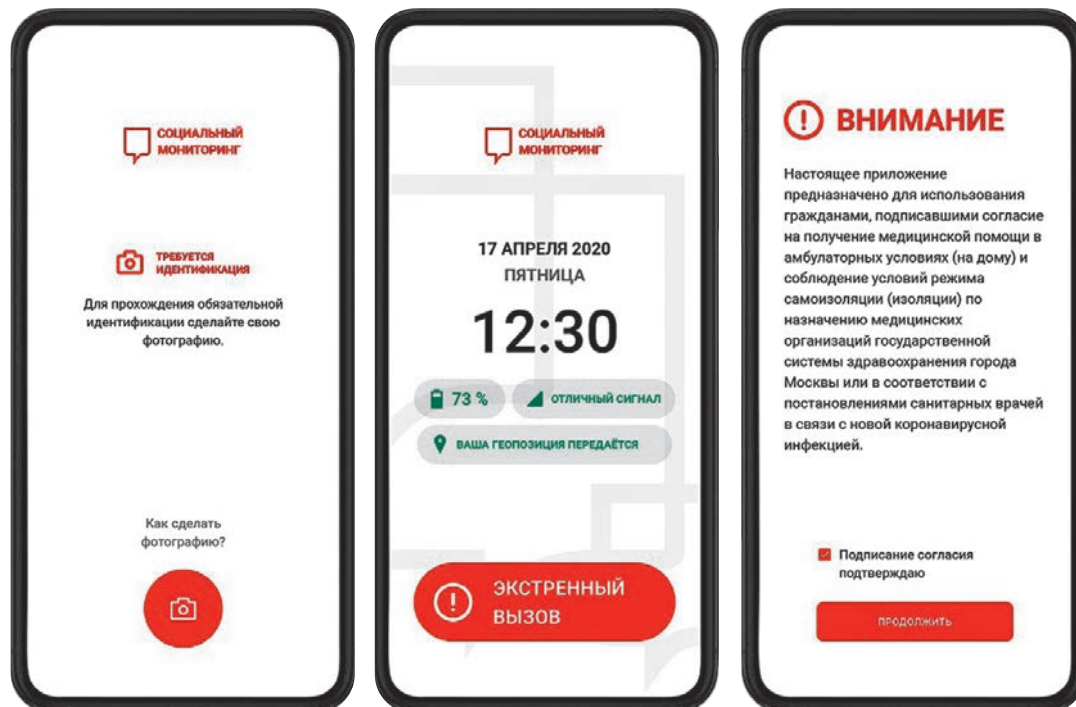 СОЦИАЛЬНЫЙ
МОНИТОРИНГ
ТРЕБУЕТСЯ
ИДЕНТИФИКАЦИЯ
Для прохождения обязательной
идентификации сделайте свою
фотографию.
Как сделать
фотографию?
СОЦИАЛЬНЫЙ
МОНИТОРИНГ
17 АПРЕЛЯ 2020
ПЯТНИЦА
12:30
73 %
ОТЛИЧНЫЙ СИГНАЛ
ВАША ГЕОПОЗИЦИЯ ПЕРЕДАЁТСЯ
ЭКСТРЕННЫЙ
ВЫЗОВ
ВНИМАНИЕ
Настоящее приложение
предназначено для использования
гражданами, подписавшими согласие
на получение медицинской помощи в
амбулаторных условиях (на дому) и
соблюдение условий режима
самоизоляции (изоляции) по
назначению медицинских
организаций государственной
системы здравоохранения города
Москвы или в соответствии с
постановлениями санитарных врачей
в связи с новой коронавирусной
инфекцией.
Подписание согласия
подтверждаю
ПРОДОЛЖИТЬ